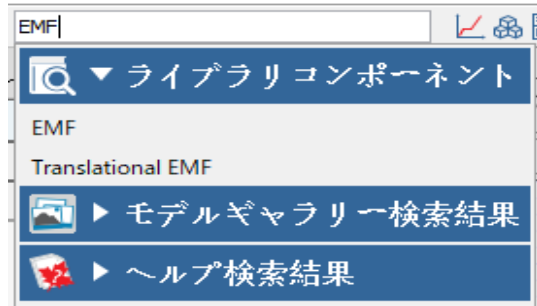 EMF
▼ ライブラリコンポーネント
EMF
Translational EMF
▶ モデルギャラリー検索結果
▶ ヘルプ検索結果